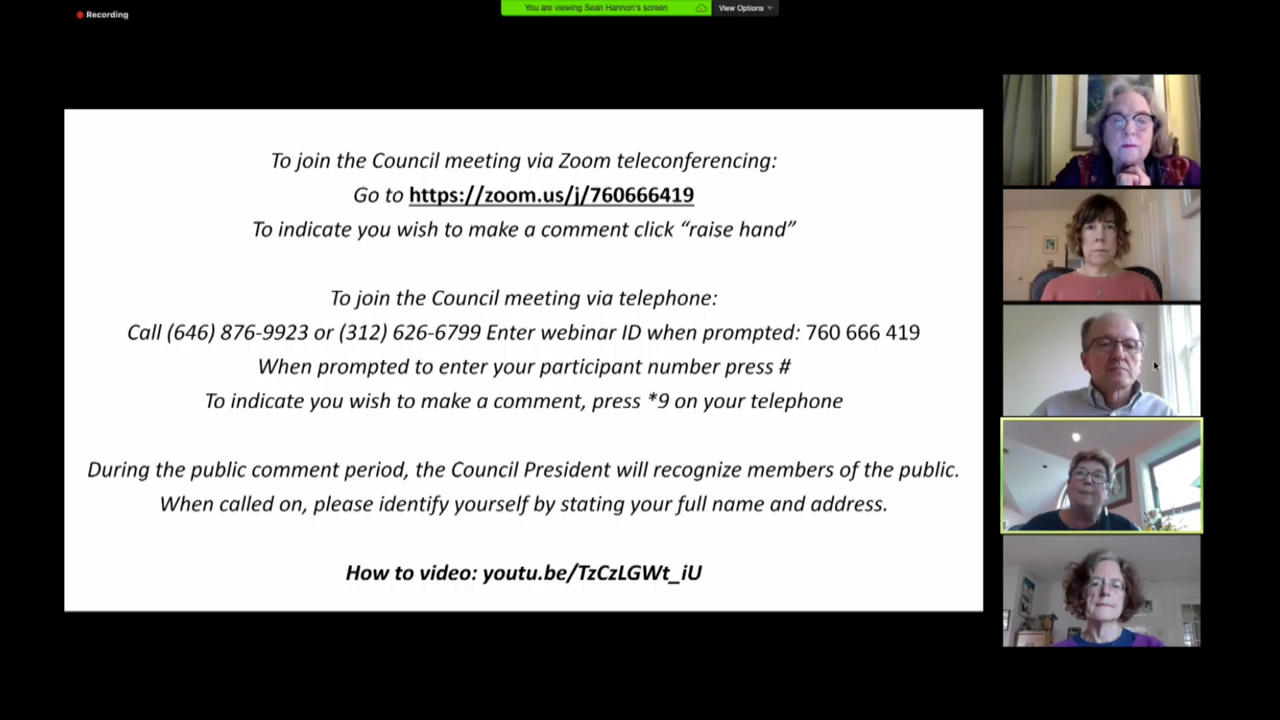 Recording
You are viewing Sean Hannon's screen
View Options
To join the Council meeting via Zoom teleconferencing:
Go to https://zoom.us/j/760666419
To indicate you wish to make a comment click “raise hand”
To join the Council meeting via telephone:
Call (646) 876-9923 or (312) 626-6799 Enter webinar ID when prompted: 760 666 419
When prompted to enter your participant number press #
To indicate you wish to make a comment, press *9 on your telephone
During the public comment period, the Council President will recognize members of the public.
When called on, please identify yourself by stating your full name and address.
How to video: youtu.be/TzCzLGWt_iU